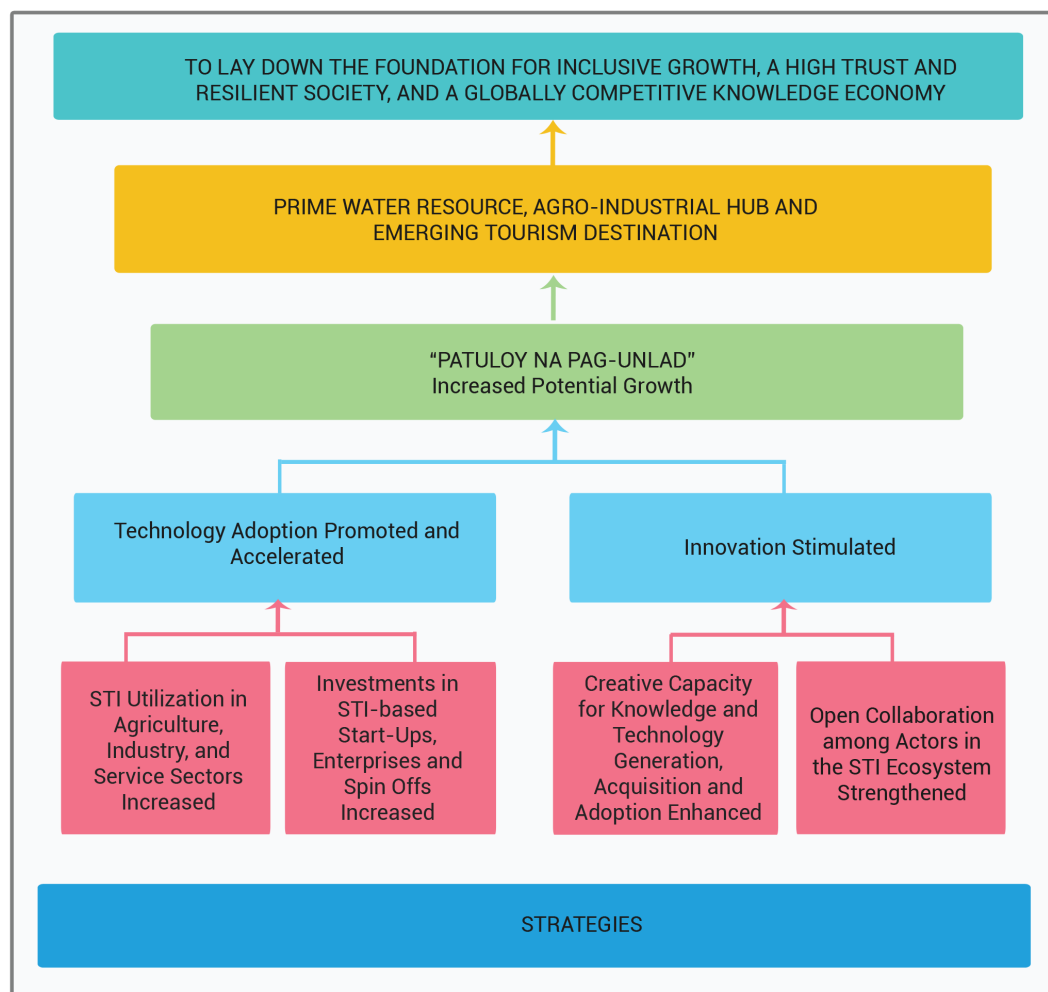 TO LAY DOWN THE FOUNDATION FOR INCLUSIVE GROWTH, A HIGH TRUST AND
RESILIENT SOCIETY, AND A GLOBALLY COMPETITIVE KNOWLEDGE ECONOMY
PRIME WATER RESOURCE, AGRO-INDUSTRIAL HUB AND
EMERGING TOURISM DESTINATION
“PATULOY NA PAG-UNLAD”
Increased Potential Growth
Technology Adoption Promoted and
Accelerated
Innovation Stimulated
STI Utilization in
Agriculture,
Industry, and
Service Sectors
Increased
Investments in
STI-based
Start-Ups,
Enterprises and
Spin Offs
Increased
Creative Capacity
for Knowledge and
Technology
Generation,
Acquisition and
Adoption Enhanced
Open Collaboration
among Actors in
the STI Ecosystem
Strengthened
STRATEGIES